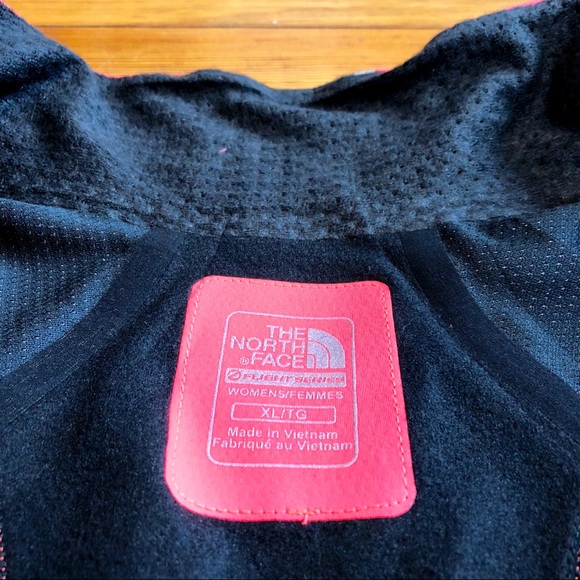 THE
NORTH
® FACE
FLIGHT SERIES
WOMENS/FEMMES
XL/TG
Made in Vietnam
Fabriqué au Vietnam